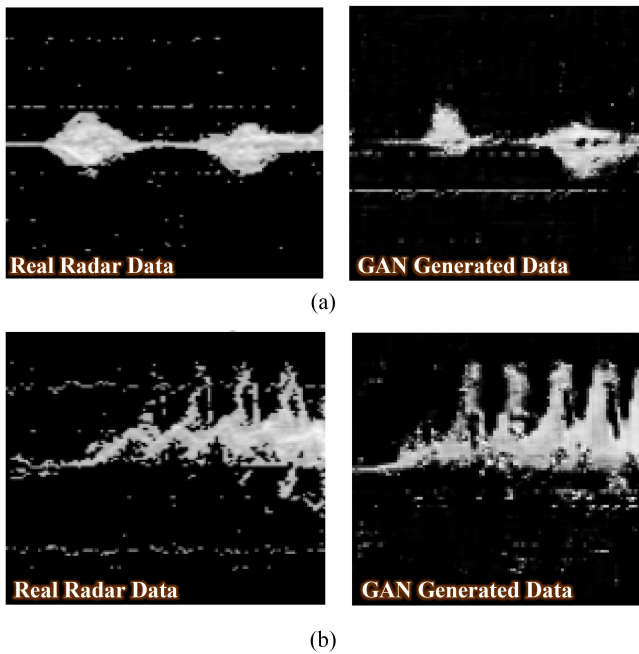 Real Radar Data
GAN Generated Data
(a)
Real Radar Data
GAN Generated Data
(b)